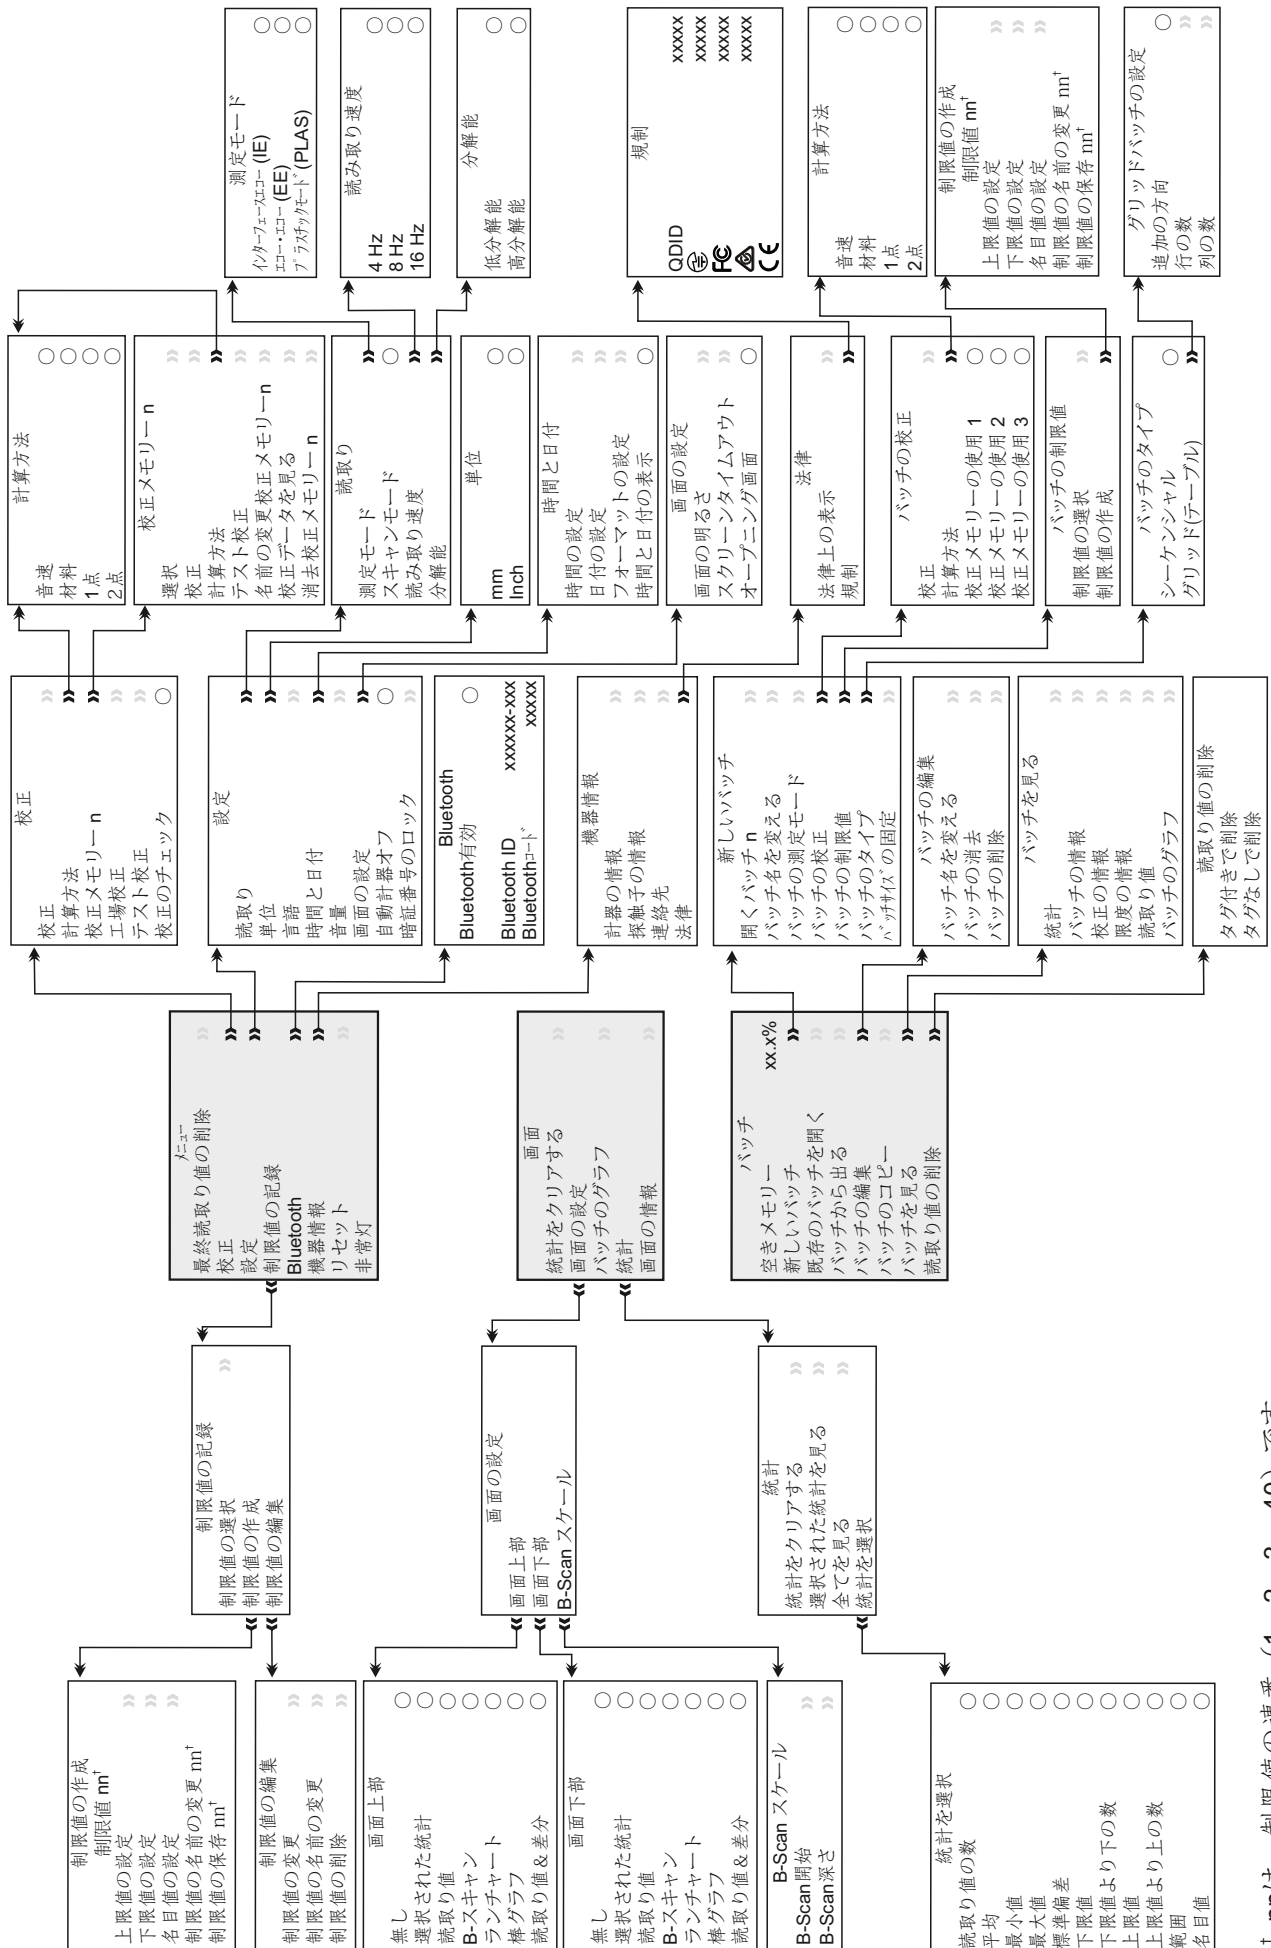 制限値の作成
制限値 nn†
上限値の設定
下限値の設定
名目値の設定
制限値の名前の変更 nn†
制限値の保存 nn†
制限値の編集
制限値の変更
制限値の名前の変更
制限値の削除
画面上部
無し
選択された統計
読取り値
B-スキャン
ランチャート
棒グラフ
読取り値＆差分
画面下部
無し
選択された統計
読取り値
B-スキャン
ランチャート
棒グラフ
読取り値＆差分
B-Scan スケール
B-Scan開始
B-Scan深さ
統計を選択
読取り値の数
平均
最小値
最大値
標準偏差
下限値
下限値より下の数
上限値
上限値より上の数
範囲
名目値
制限値の記録
制限値の選択
制限値の作成
制限値の編集
画面の設定
画面上部
画面下部
B-Scan スケール
統計
統計をクリアする
選択された統計を見る
全てを見る
統計を選択
メニュー
最終読取り値の削除
校正
設定
制限値の記録
Bluetooth
機器情報
リセット
非常灯
画面
統計をクリアする
画面の設定
バッチのグラフ
統計
画面の情報
バッチ
空きメモリー xx.x%
新しいバッチ
既存のバッチを開く
バッチから出る
バッチの編集
バッチのコピー
バッチを見る
読取り値の削除
校正
校正
計算方法
校正メモリー n
工場校正
テスト校正
校正のチェック
設定
読取り
単位
言語
時間と日付
音量
画面の設定
自動計器オフ
暗証番号のロック
Bluetooth
Bluetooth有効
Bluetooth ID xxxxxx-xxx
Bluetoothコード xxxxx
機器情報
計器の情報
探触子の情報
連絡先
法律
新しいバッチ
開くバッチ n
バッチ名を変える
バッチの測定モード
バッチの校正
バッチの制限値
バッチのタイプ
バッチサイズの固定
バッチの編集
バッチ名を変える
バッチの消去
バッチの削除
バッチを見る
統計
バッチの情報
校正の情報
限度の情報
読取り値
バッチのグラフ
読取り値の削除
タグ付きで削除
タグなしで削除
計算方法
音速
材料
1点
2点
校正メモリー n
選択
校正
計算方法
テスト校正
名前の変更校正メモリーn
校正データを見る
消去校正メモリー n
読取り
測定モード
スキャンモード
読み取り速度
分解能
単位
mm
Inch
時間と日付
時間の設定
日付の設定
フォーマットの設定
時間と日付の表示
画面の設定
画面の明るさ
スクリーンタイムアウト
オープニング画面
法律
法律上の表示
規制
バッチの校正
校正
計算方法
校正メモリーの使用 1
校正メモリーの使用 2
校正メモリーの使用 3
バッチの制限値
制限値の選択
制限値の作成
バッチのタイプ
シーケンシャル
グリッド(テーブル)
測定モード
インターフェースエコー (IE)
エコー・エコー (EE)
プラスチックモード (PLAS)
読み取り速度
4 Hz
8 Hz
16 Hz
分解能
低分解能
高分解能
規制
QDID xxxxx
xxxxx
FC xxxxx
xxxxx
CE
計算方法
音速
材料
1点
2点
制限値の作成
制限値 nn†
上限値の設定
下限値の設定
名目値の設定
制限値の名前の変更 nn†
制限値の保存 nn†
グリッドバッチの設定
追加の方向
行の数
列の数